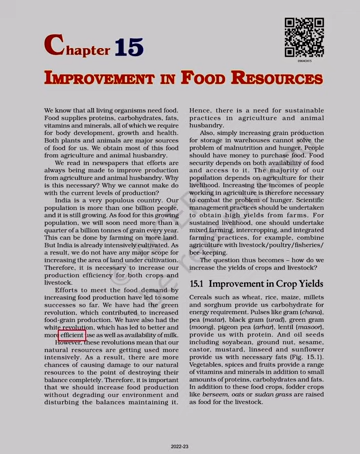 Chapter 15
IMPROVEMENT IN FOOD RESOURCES
We know that all living organisms need food.
Food supplies proteins, carbohydrates, fats,
vitamins and minerals, all of which we require
for body development, growth and health.
Both plants and animals are major sources
of food for us. We obtain most of this food
from agriculture and animal husbandry.
We read in newspapers that efforts are
always being made to improve production
from agriculture and animal husbandry. Why
is this necessary? Why we cannot make do
with the current levels of production?
India is a very populous country. Our
population is more than one billion people,
and it is still growing. As food for this growing
population, we will soon need more than a
quarter of a billion tonnes of grain every year.
This can be done by farming on more land.
But India is already intensively cultivated. As
a result, we do not have any major scope for
increasing the area of land under cultivation.
Therefore, it is necessary to increase our
production efficiency for both crops and
livestock.
Efforts to meet the food demand by
increasing food production have led to some
successes so far. We have had the green
revolution, which contributed to increased
food-grain production. We have also had the
white revolution, which has led to better and
more efficient use as well as availability of milk.
However, these revolutions mean that our
natural resources are getting used more
intensively. As a result, there are more
chances of causing damage to our natural
resources to the point of destroying their
balance completely. Therefore, it is important
that we should increase food production
without degrading our environment and
disturbing the balances maintaining it.
Hence, there is a need for sustainable
practices in agriculture and animal
husbandry.
Also, simply increasing grain production
for storage in warehouses cannot solve the
problem of malnutrition and hunger. People
should have money to purchase food. Food
security depends on both availability of food
and access to it. The majority of our
population depends on agriculture for their
livelihood. Increasing the incomes of people
working in agriculture is therefore necessary
to combat the problem of hunger. Scientific
management practices should be undertaken
to obtain high yields from farms. For
sustained livelihood, one should undertake
mixed farming, intercropping, and integrated
farming practices, for example, combine
agriculture with livestock/poultry/fisheries/
bee-keeping.
The question thus becomes – how do we
increase the yields of crops and livestock?
15.1 Improvement in Crop Yields
Cereals such as wheat, rice, maize, millets
and sorghum provide us carbohydrate for
energy requirement. Pulses like gram (chana),
pea (matar), black gram (urad), green gram
(moong), pigeon pea (arhar), lentil (masoor),
provide us with protein. And oil seeds
including soyabean, ground nut, sesame,
castor, mustard, linseed and sunflower
provide us necessary fats (Fig. 15.1).
Vegetables, spices and fruits provide a range
of vitamins and minerals in addition to small
amounts of proteins, carbohydrates and fats.
In addition to these food crops, fodder crops
like berseem, oats or sudan grass are raised
as food for the livestock.
2022-23